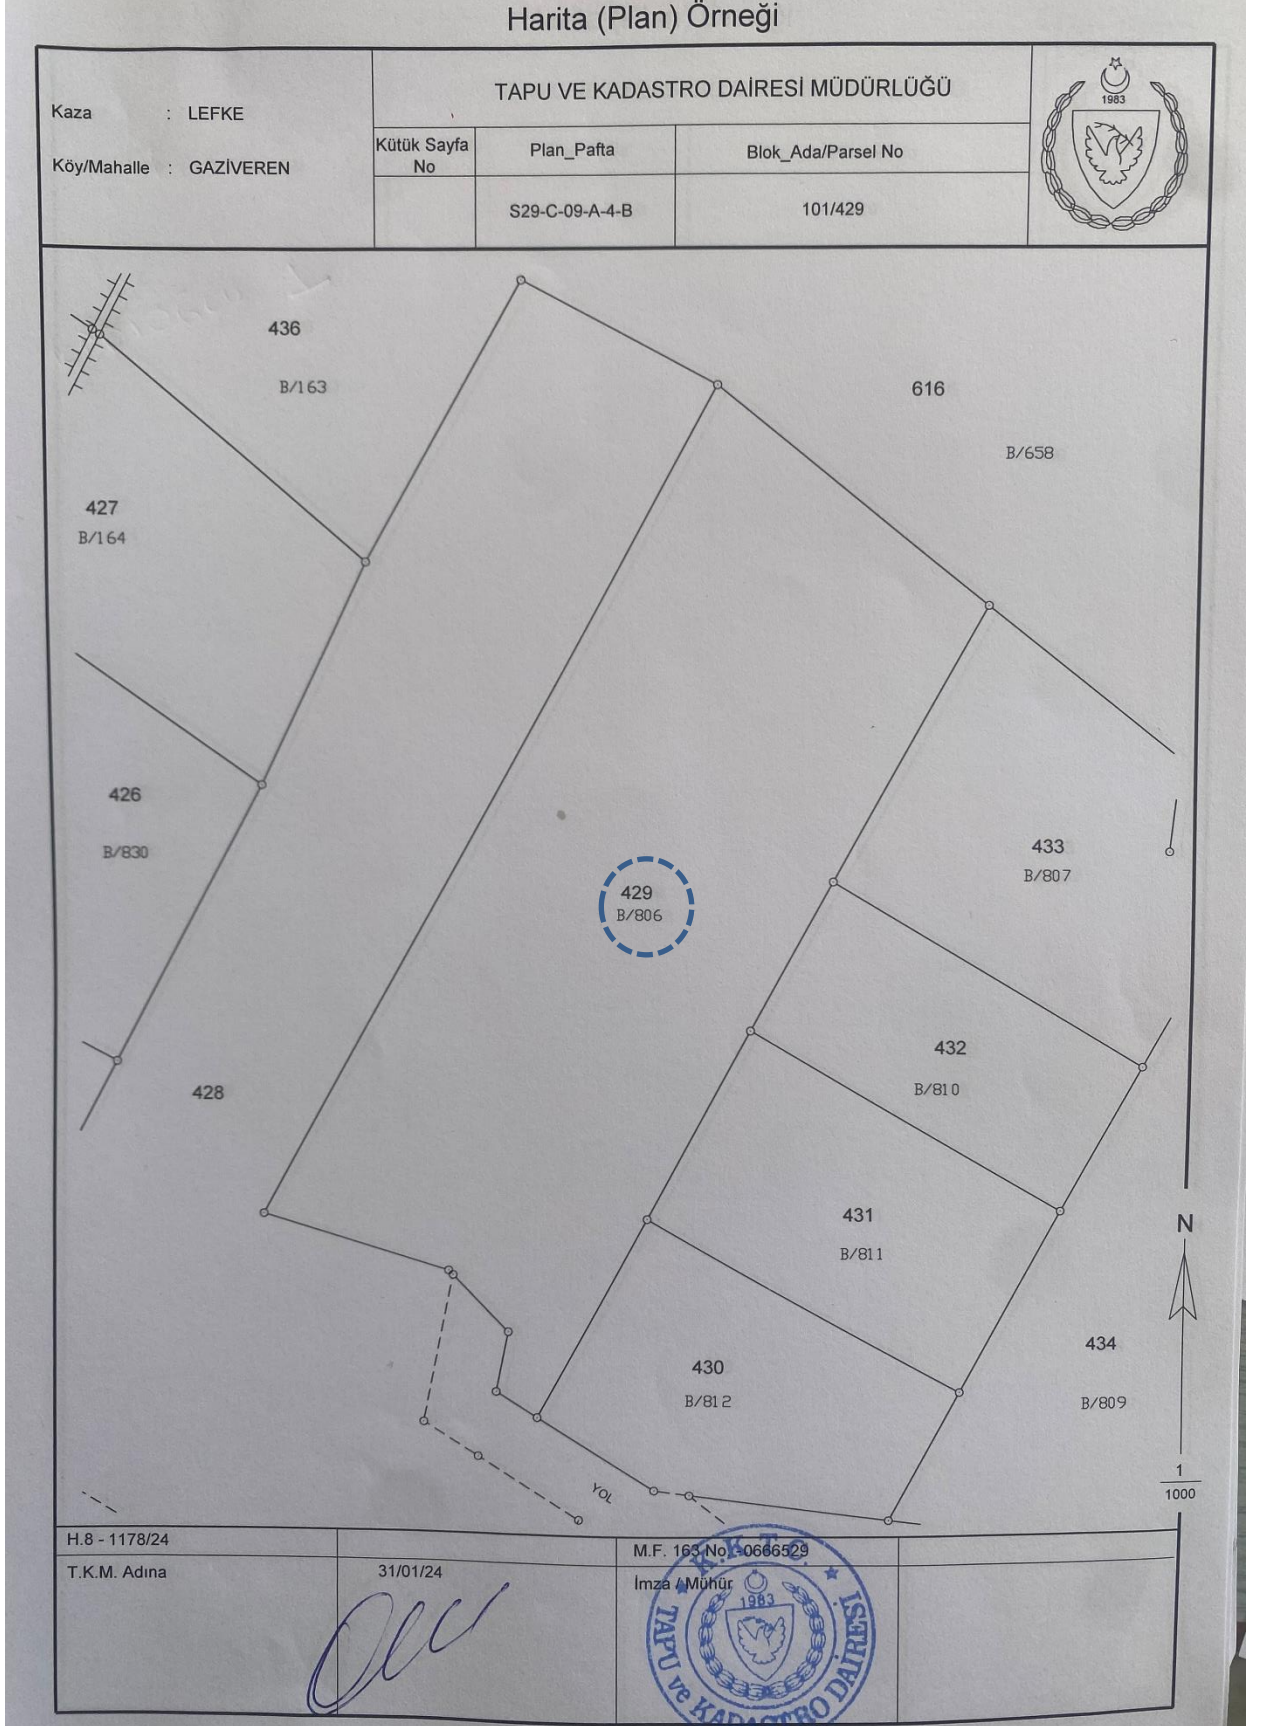 Harita (Plan) Örneği
Kaza : LEFKE
Köy/Mahalle : GAZİVEREN
TAPU VE KADASTRO DAİRESİ MÜDÜRLÜĞÜ
Kütük Sayfa
No
Plan_Pafta
Blok_Ada/Parsel No
S29-C-09-A-4-B
101/429
1983
436
B/163
616
B/658
427
B/164
426
B/830
433
B/807
429
B/806
432
B/810
428
431
B/811
N
430
B/812
434
B/809
YOL
1
1000
H.8 - 1178/24
M.F. 163 No -0666529
T.K.M. Adına
31/01/24
İmza / Mühür
K.K.T.C.
1983
TAPU ve KADASTRO DAİRESİ